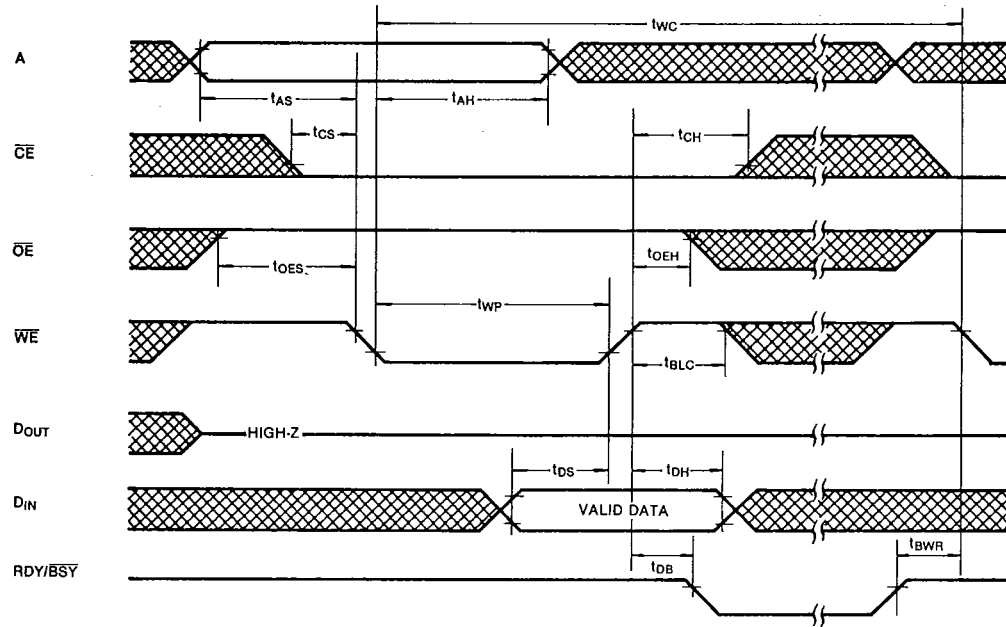 tWC
A
tAS
tAH
tCS
tCH
CE
OE
tOES
tOEH
tWP
WE
tBLC
DOUT
HIGH-Z
tDS
tDH
DIN
VALID DATA
tBWR
tDB
RDY/BSY